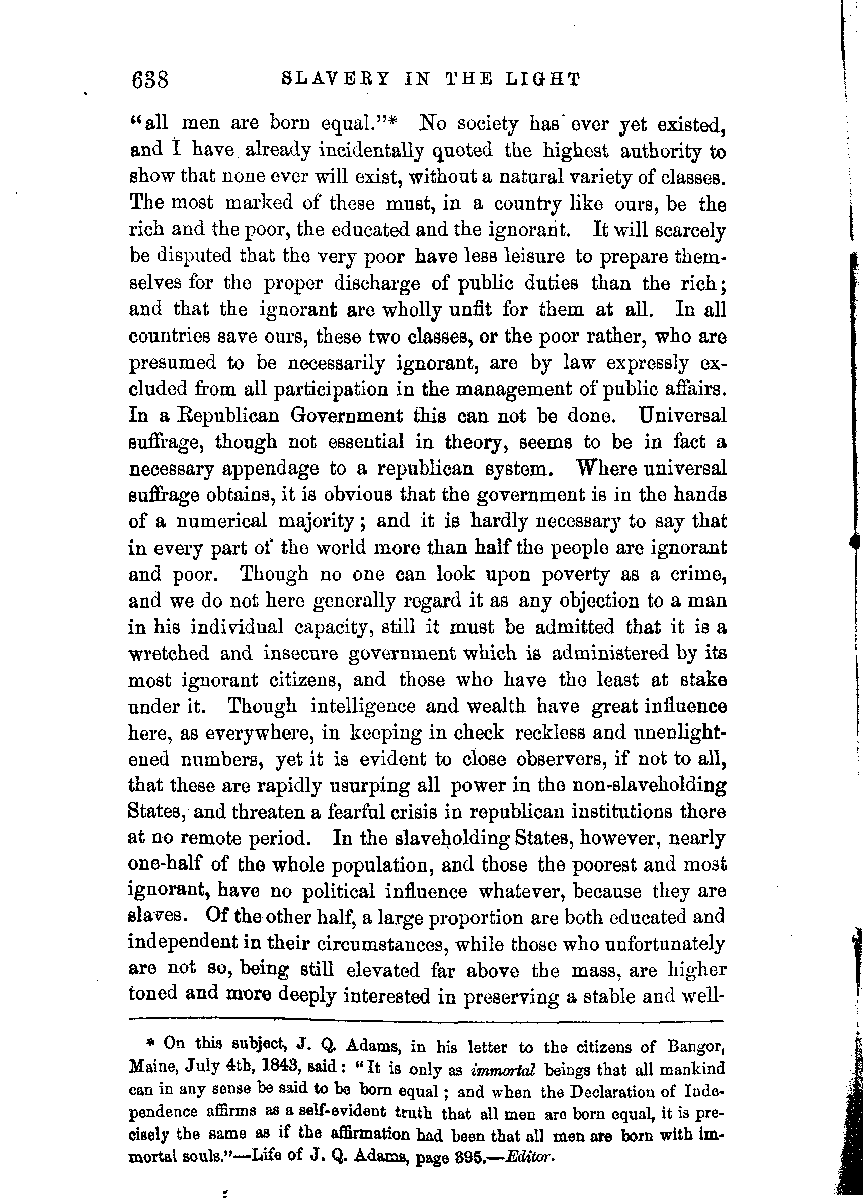 638 SLAVERY IN THE LIGHT
"all men are born equal."* No society has ever yet existed,
and I have already incidentally quoted the highest authority to
show that none ever will exist, without a natural variety of classes.
The most marked of these must, in a country like ours, be the
rich and the poor, the educated and the ignorant. It will scarcely
be disputed that the very poor have less leisure to prepare them-
selves for the proper discharge of public duties than the rich;
and that the ignorant are wholly unfit for them at all. In all
countries save ours, these two classes, or the poor rather, who are
presumed to be necessarily ignorant, are by law expressly ex-
cluded from all participation in the management of public affairs.
In a Republican Government this can not be done. Universal
suffrage, though not essential in theory, seems to be in fact a
necessary appendage to a republican system. Where universal
suffrage obtains, it is obvious that the government is in the hands
of a numerical majority; and it is hardly necessary to say that
in every part of the world more than half the people are ignorant
and poor. Though no one can look upon poverty as a crime,
and we do not here generally regard it as any objection to a man
in his individual capacity, still it must be admitted that it is a
wretched and insecure government which is administered by its
most ignorant citizens, and those who have the least at stake
under it. Though intelligence and wealth have great influence
here, as everywhere, in keeping in check reckless and unenlight-
ened numbers, yet it is evident to close observers, if not to all,
that these are rapidly usurping all power in the non-slaveholding
States, and threaten a fearful crisis in republican institutions there
at no remote period. In the slaveholding States, however, nearly
one-half of the whole population, and those the poorest and most
ignorant, have no political influence whatever, because they are
slaves. Of the other half, a large proportion are both educated and
independent in their circumstances, while those who unfortunately
are not so, being still elevated far above the mass, are higher
toned and more deeply interested in preserving a stable and well-
* On this subject, J. Q. Adams, in his letter to the citizens of Bangor,
Maine, July 4th, 1843, said: "It is only as immortal beings that all mankind
can in any sense be said to be born equal; and when the Declaration of Inde-
pendence affirms as a self-evident truth that all men are born equal, it is pre-
cisely the same as if the affirmation had been that all men are born with im-
mortal souls."—Life of J. Q. Adams, page 395.—Editor.